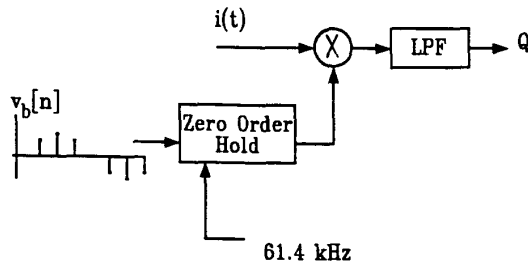 i(t)
X
LPF
Q
v_b[n]
Zero Order
Hold
61.4 kHz